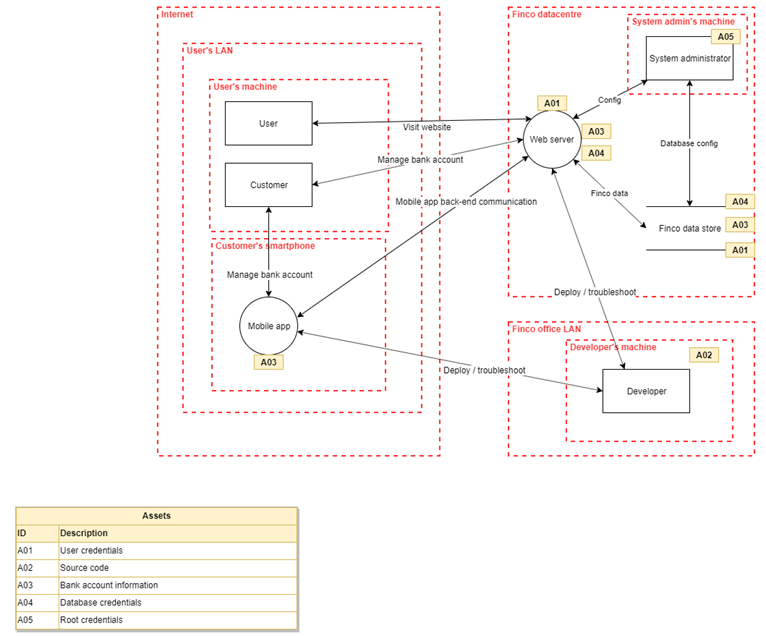 Internet
Finco datacentre
System admin's machine
A05
User's LAN
System administrator
User's machine
Config
A01
User
Visit website
A03
Web server
Database config
A04
Manage bank account
Customer
Finco data
Mobile app back-end communication
A04
A03
Finco data store
Customer's smartphone
A01
Manage bank account
Deploy / troubleshoot
Mobile app
Finco office LAN
Developer's machine
A02
A03
Deploy / troubleshoot
Developer
Assets
ID Description
A01 User credentials
A02 Source code
A03 Bank account information
A04 Database credentials
A05 Root credentials